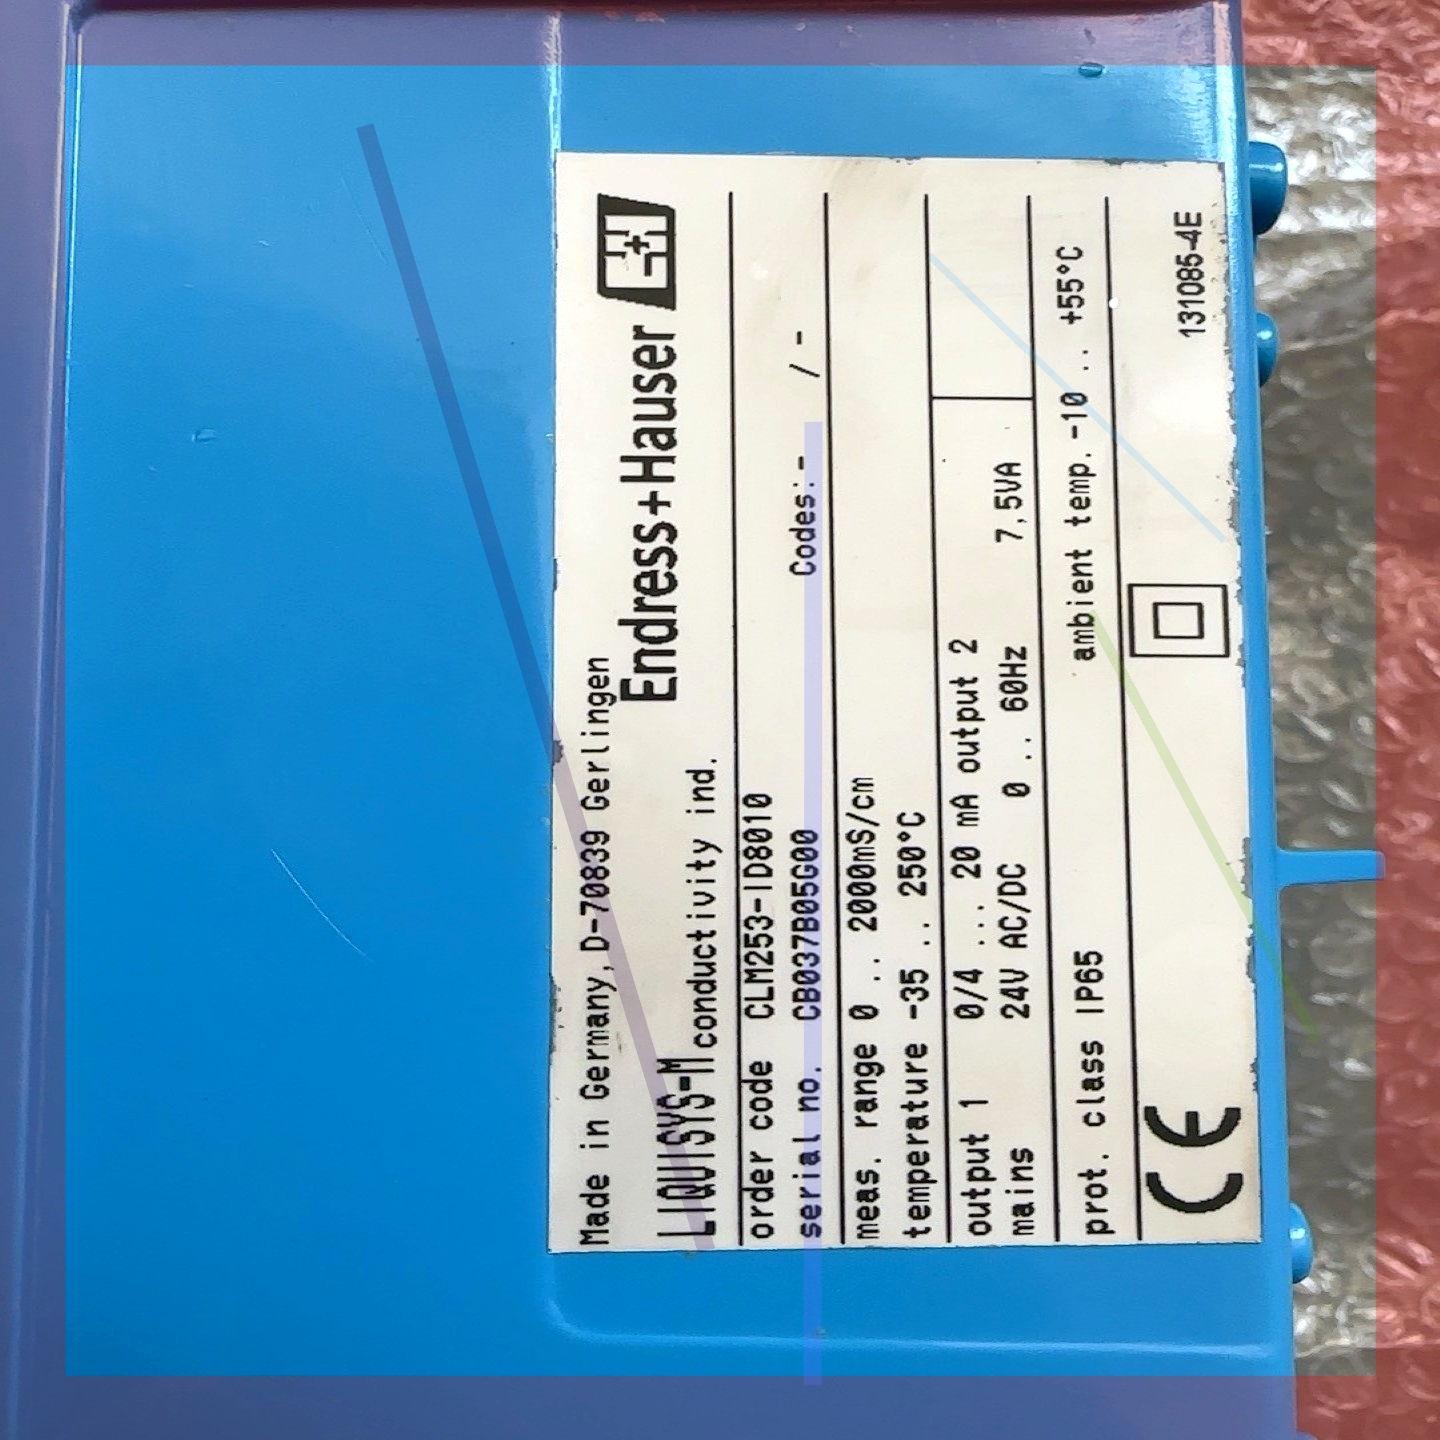 Made in Germany, D-70839 Gerlingen
Endress+Hauser
LIQUISYS-M conductivity ind.
order code CLM253-ID8010
serial no. CB037B05G00 Codes: - / -
meas. range 0 .. 2000mS/cm
temperature -35 .. 250°C
output 1 0/4 ... 20 mA output 2
mains 24V AC/DC 0 .. 60Hz 7,5VA
prot. class IP65 ambient temp. -10 .. +55°C
CE 131085-4E